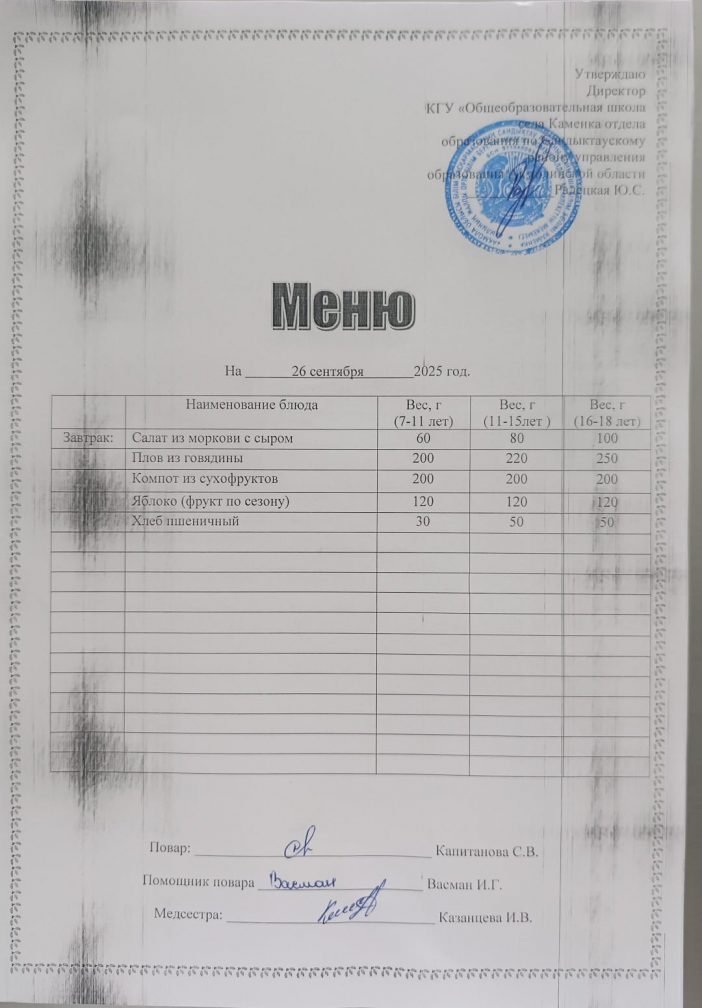 Утверждаю
Директор
КГУ «Общеобразовательная школа
села Каменка отдела
образования по Сандыктаускому
району управления
образования Акмолинской области
Радецкая Ю.С.
Меню
На 26 сентября 2025 год.
Наименование блюда Вес, г (7-11 лет) Вес, г (11-15лет ) Вес, г (16-18 лет)
Завтрак: Салат из моркови с сыром 60 80 100
Плов из говядины 200 220 250
Компот из сухофруктов 200 200 200
Яблоко (фрукт по сезону) 120 120 120
Хлеб пшеничный 30 50 50
Повар: Капитанова С.В.
Помощник повара Васман Васман И.Г.
Медсестра: Казанцева И.В.